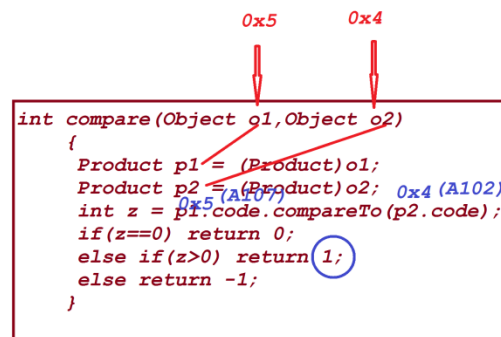 0x5 0x4
int compare(Object o1,Object o2)
{
Product p1 = (Product)o1;
Product p2 = (Product)o2; 0x4 (A102)
0x5 (A107)
int z = p1.code.compareTo(p2.code);
if(z==0) return 0;
else if(z>0) return 1;
else return -1;
}